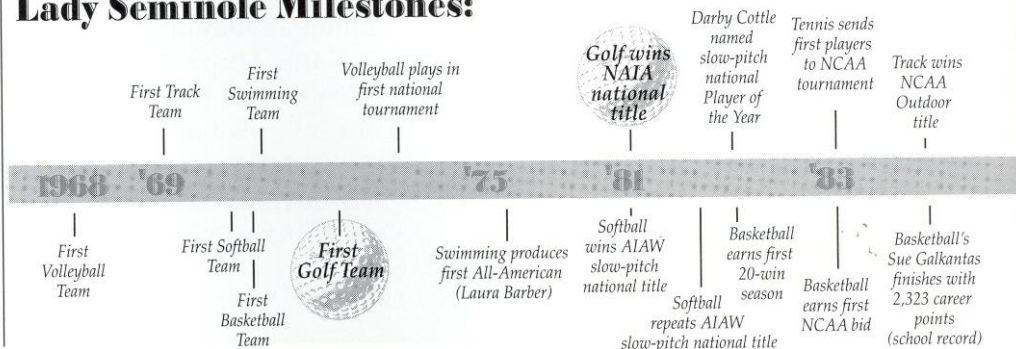 Lady Seminole Milestones:
First Track
Team
First
Swimming
Team
Volleyball plays in
first national
tournament
Golf wins
NAIA
national
title
Darby Cottle
named
slow-pitch
national
Player of
the Year
Tennis sends
first players
to NCAA
tournament
Track wins
NCAA
Outdoor
title
1968 '69 '75 '81 '83
First
Volleyball
Team
First Softball
Team
First
Basketball
Team
First
Golf Team
Swimming produces
first All-American
(Laura Barber)
Softball
wins AIAW
slow-pitch
national title
Softball
repeats AIAW
slow-pitch national title
Basketball
earns first
20-win
season
Basketball
earns first
NCAA bid
Basketball's
Sue Galkantas
finishes with
2,323 career
points
(school record)